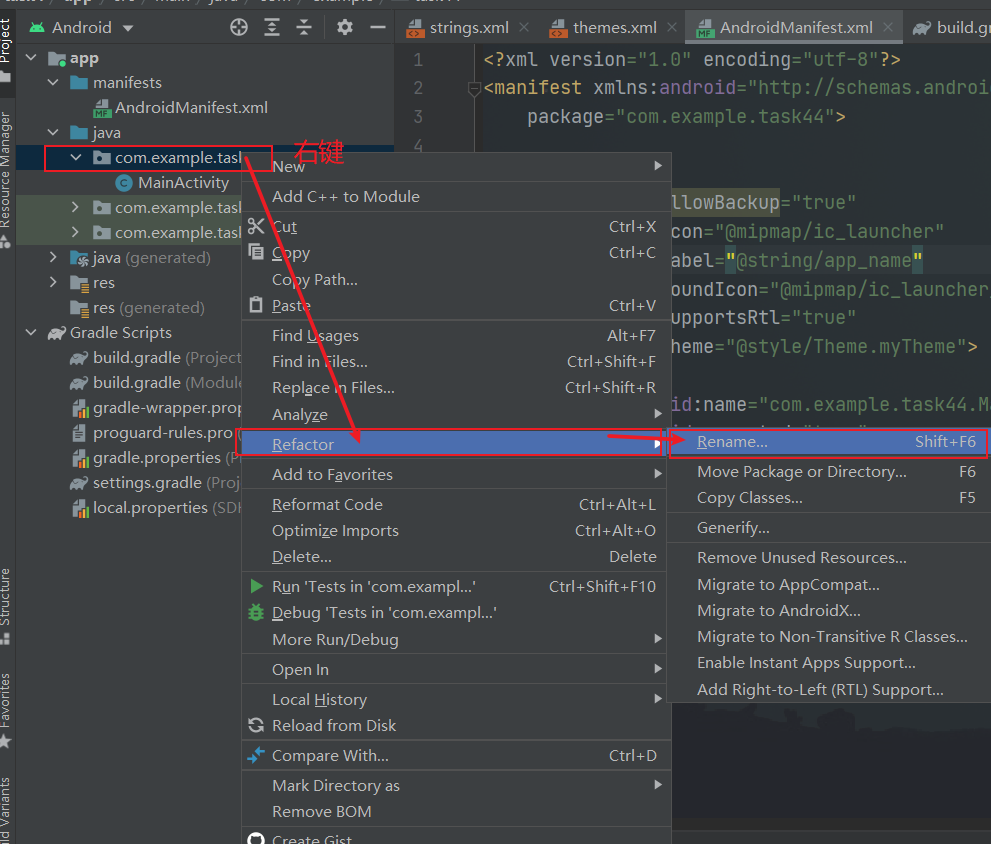 Android
strings.xml
themes.xml
AndroidManifest.xml
build.gr
Project
app
manifests
AndroidManifest.xml
java
com.example.task
MainActivity
com.example.task
com.example.task
java (generated)
res
res (generated)
Gradle Scripts
build.gradle (Project
build.gradle (Module
gradle-wrapper.prop
proguard-rules.pro
gradle.properties (P
settings.gradle (Proj
local.properties (SDK
Resource Manager
Structure
Favorites
ld Variants
1
2
3
4
<?xml version="1.0" encoding="utf-8"?>
<manifest xmlns:android="http://schemas.androi
package="com.example.task44">
llowBackup="true"
con="@mipmap/ic_launcher"
abel="@string/app_name"
oundIcon="@mipmap/ic_launcher
upportsRtl="true"
heme="@style/Theme.myTheme">
id:name="com.example.task44.Ma
右键
New
Add C++ to Module
Cut Ctrl+X
Copy Ctrl+C
Copy Path...
Paste Ctrl+V
Find Usages Alt+F7
Find in Files... Ctrl+Shift+F
Replace in Files... Ctrl+Shift+R
Analyze
Refactor
Add to Favorites
Reformat Code Ctrl+Alt+L
Optimize Imports Ctrl+Alt+O
Delete... Delete
Run 'Tests in 'com.exampl...' Ctrl+Shift+F10
Debug 'Tests in 'com.exampl...'
More Run/Debug
Open In
Local History
Reload from Disk
Compare With... Ctrl+D
Mark Directory as
Remove BOM
Create Gist
Rename... Shift+F6
Move Package or Directory... F6
Copy Classes... F5
Generify...
Remove Unused Resources...
Migrate to AppCompat...
Migrate to AndroidX...
Migrate to Non-Transitive R Classes...
Enable Instant Apps Support...
Add Right-to-Left (RTL) Support...